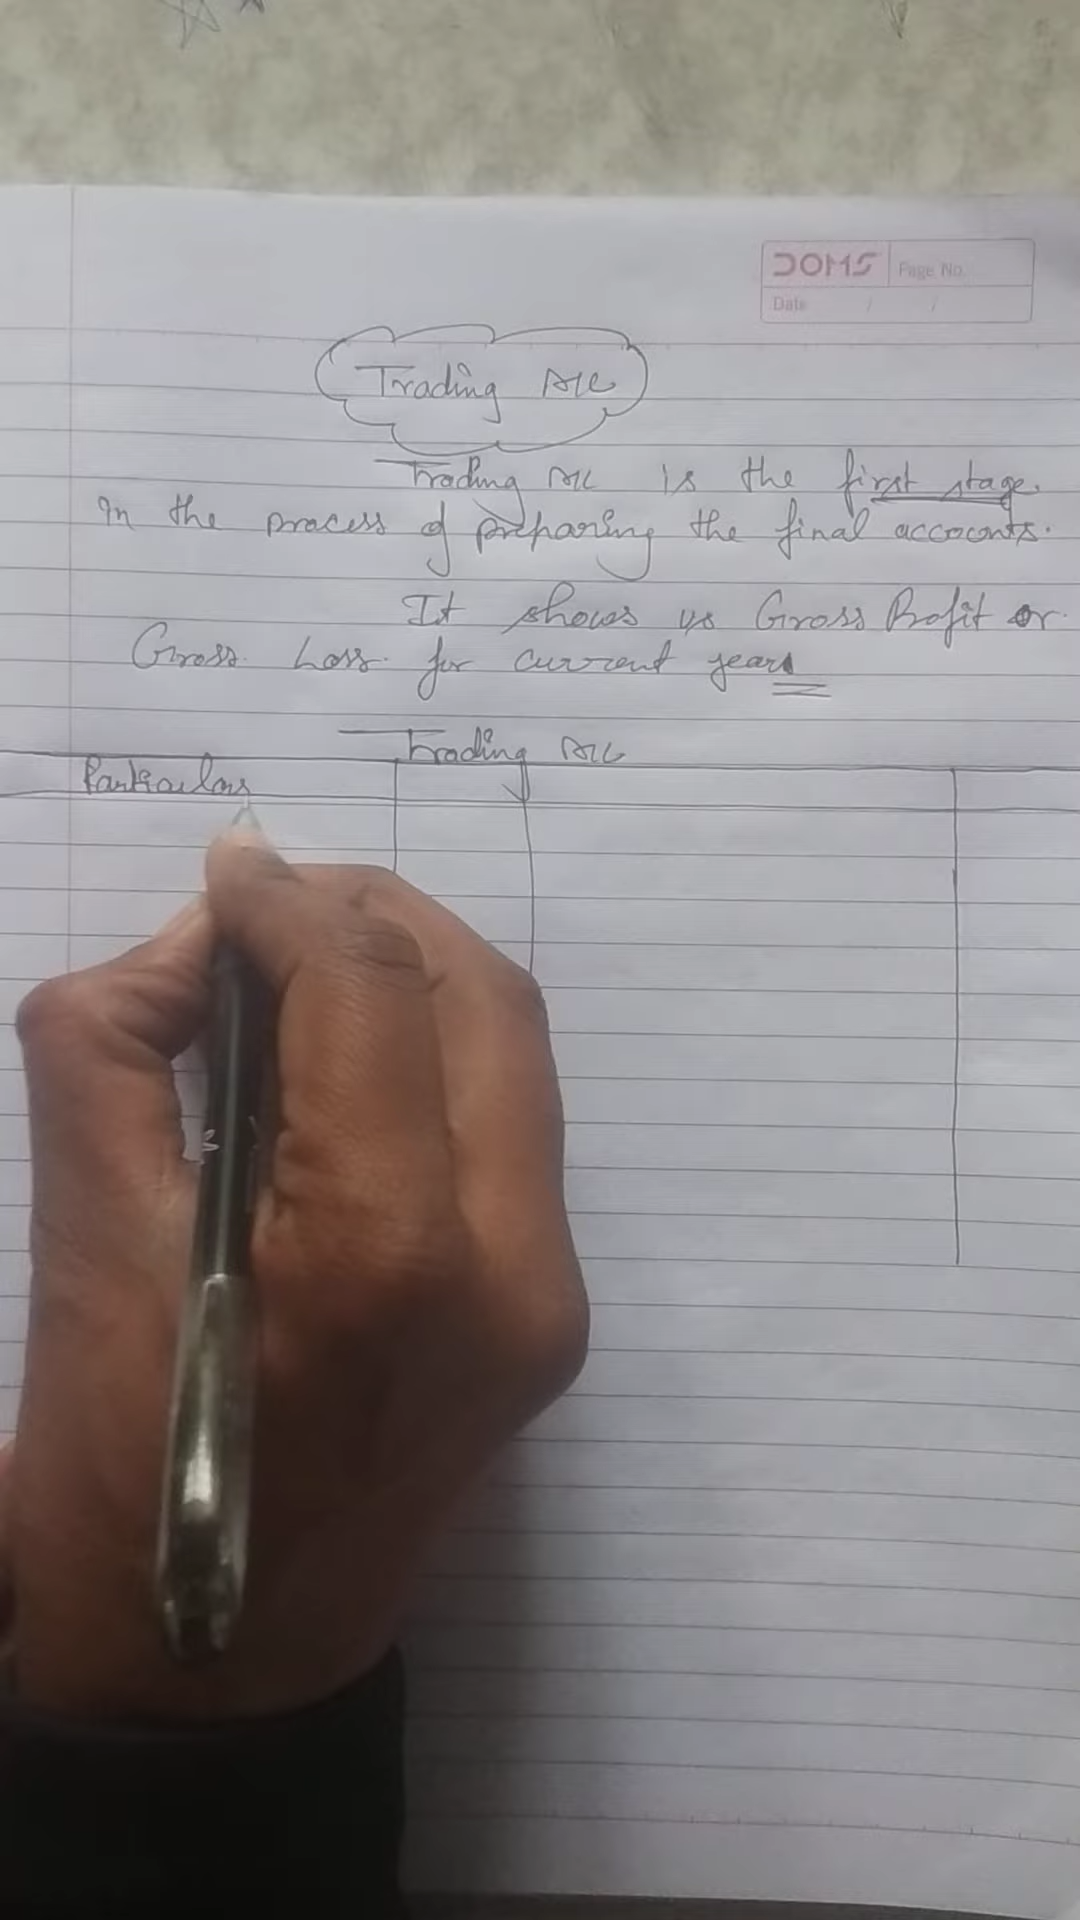 DOMS
Page No.
Date / /
Trading A/C
Trading A/C is the first stage.
in the process of preparing the final accounts.
It shows us Gross Profit or
Gross Loss for current years
Trading A/C
Particulars